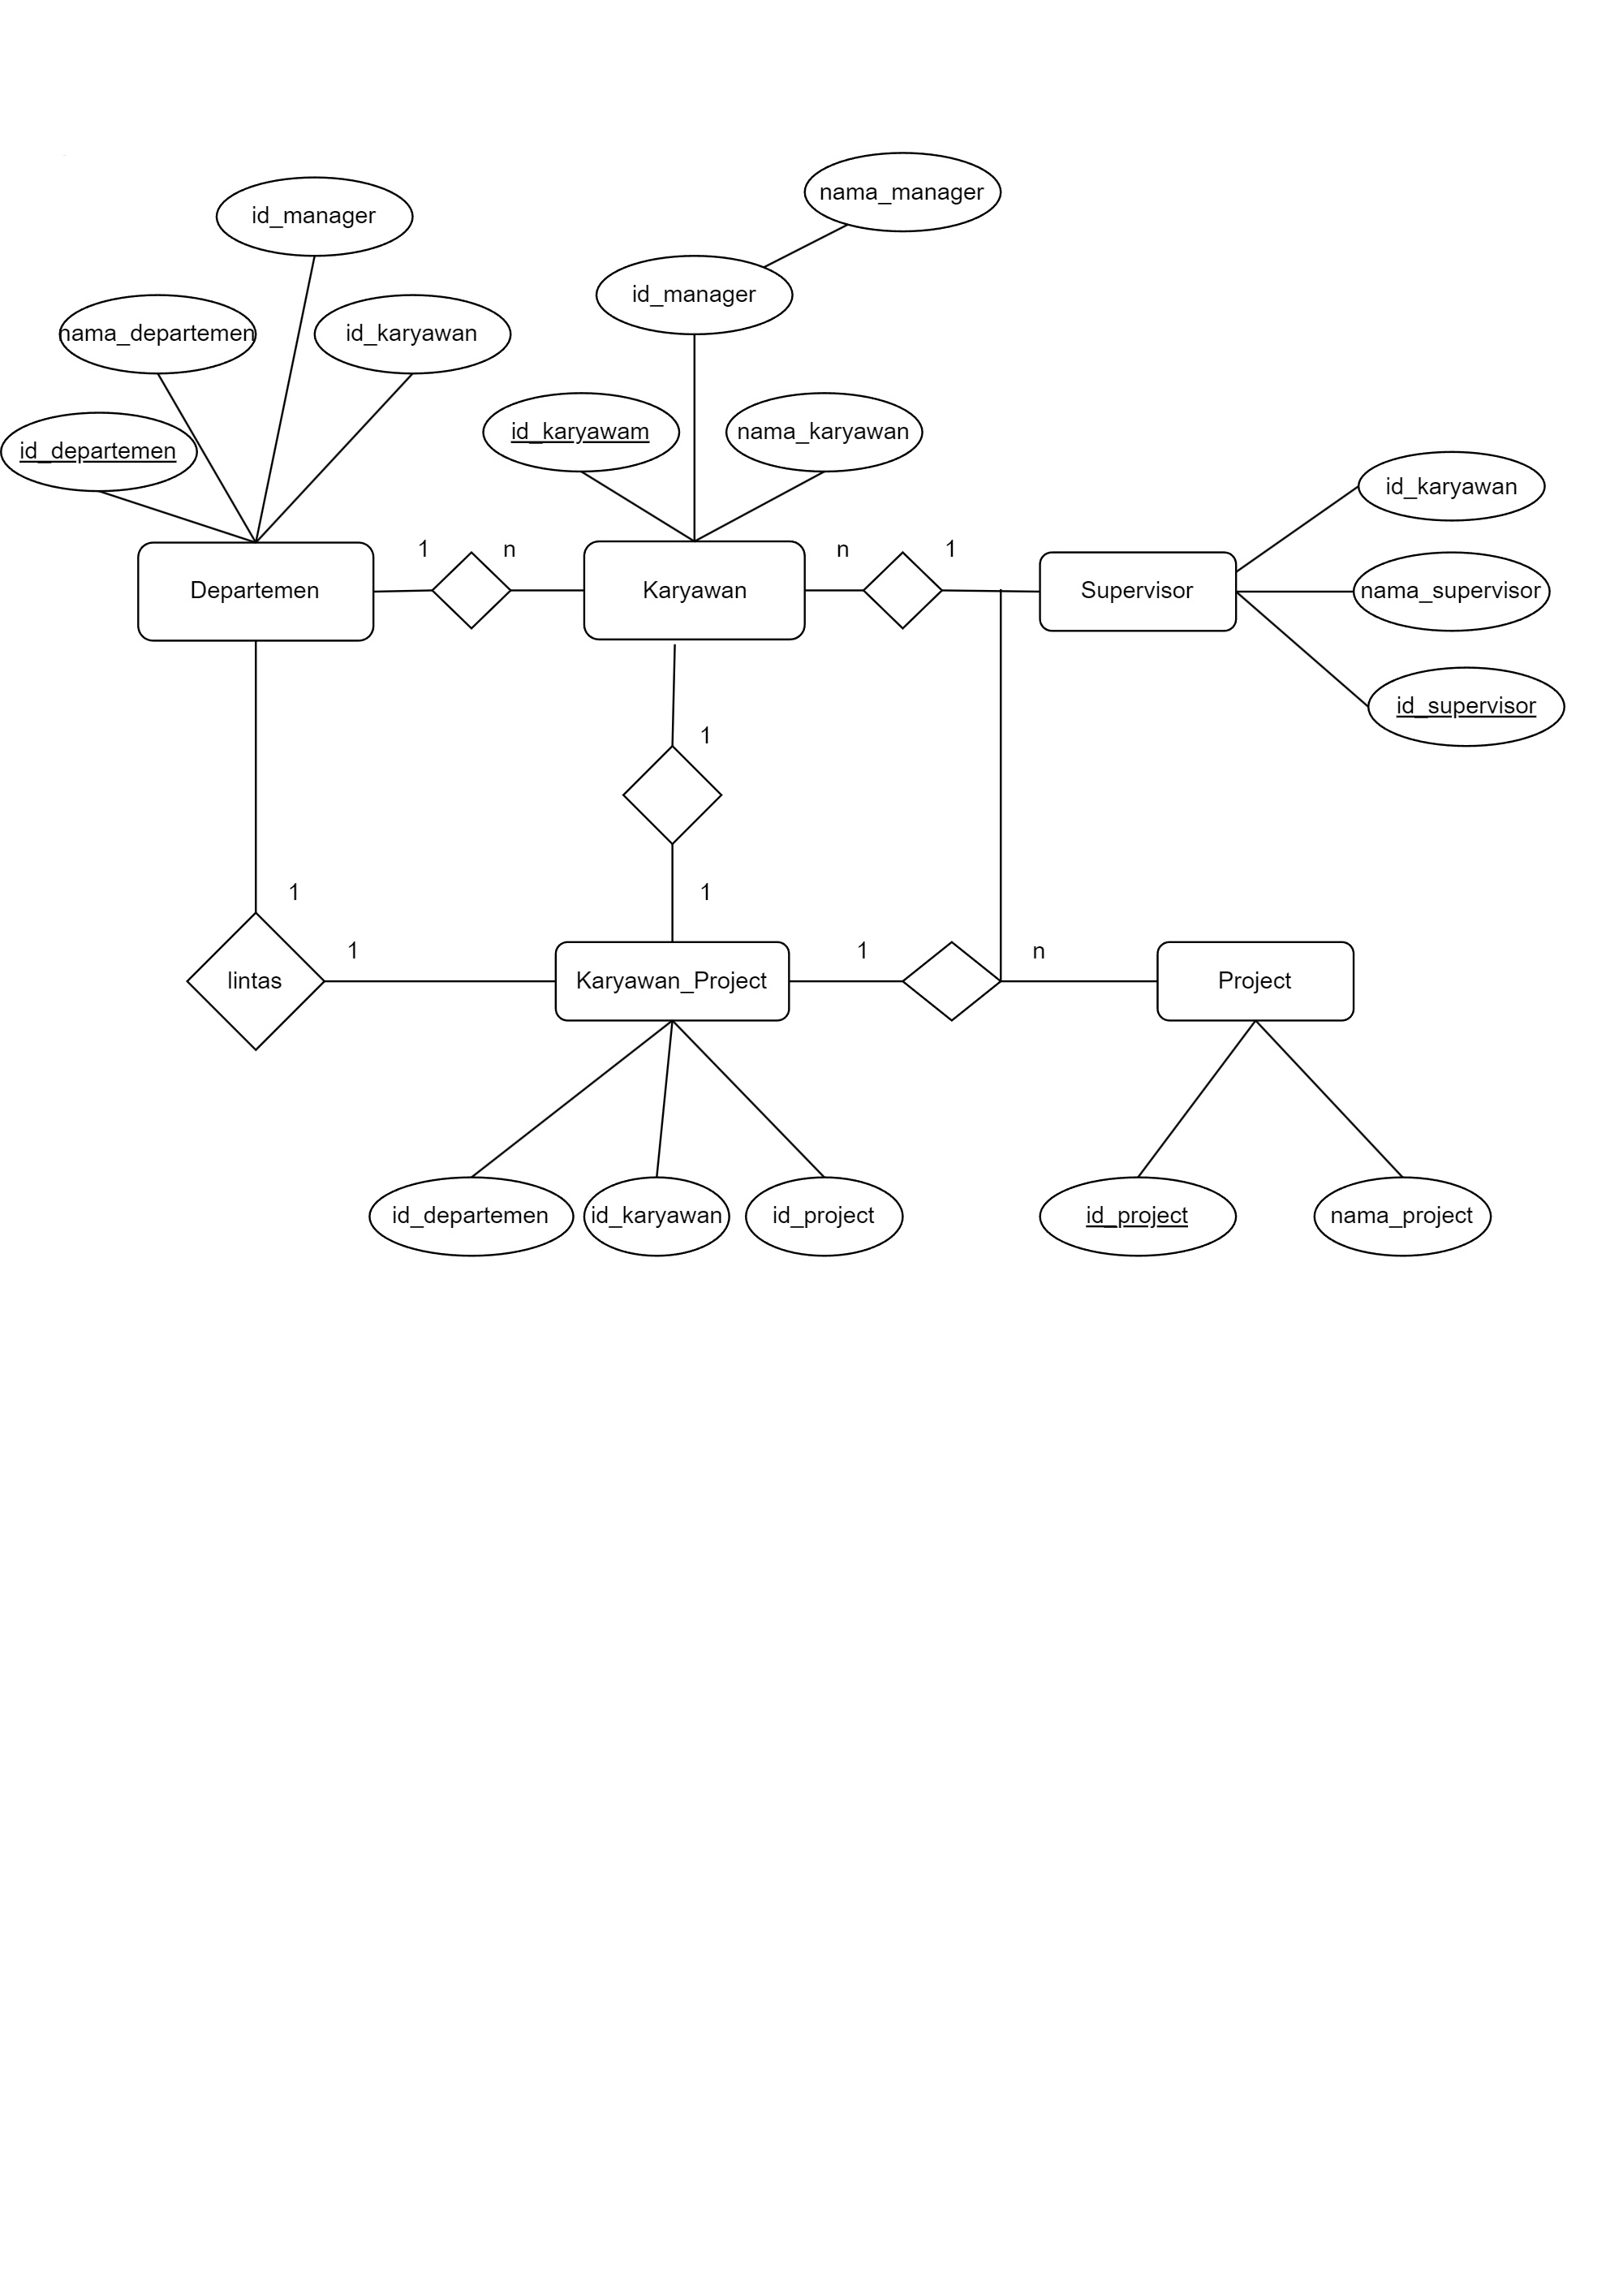 nama_manager
id_manager
id_manager
nama_departemen
id_karyawan
id_karyawam
nama_karyawan
id_departemen
id_karyawan
1
n
n
1
Departemen
Karyawan
Supervisor
nama_supervisor
id_supervisor
1
1
1
1
1
n
lintas
Karyawan_Project
Project
id_departemen
id_karyawan
id_project
id_project
nama_project